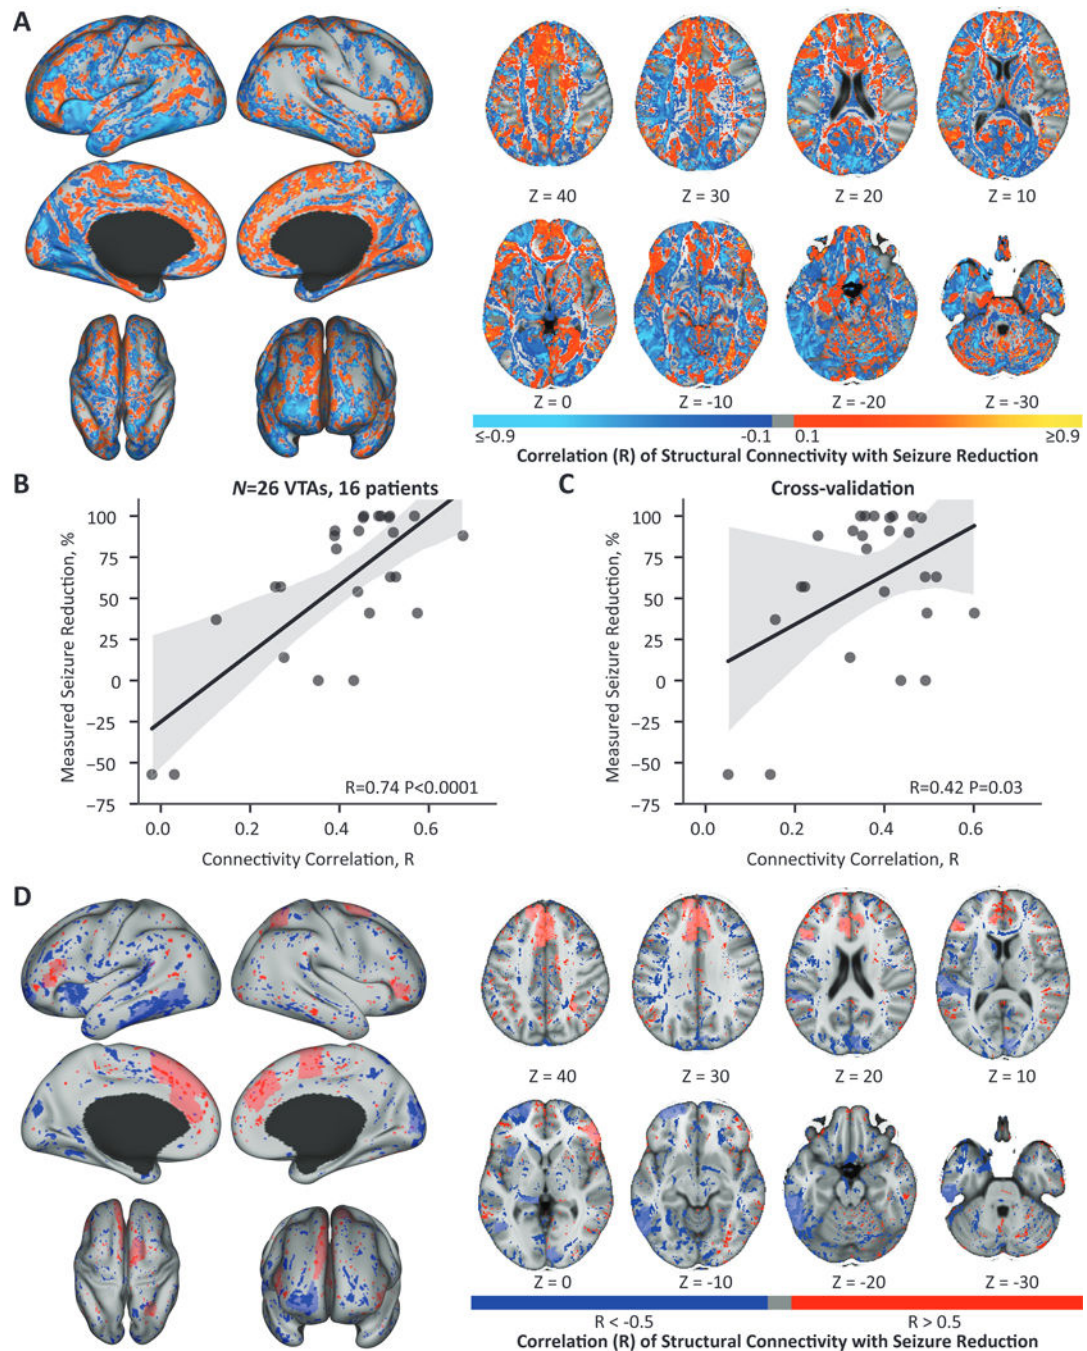 A
Z = 40
Z = 30
Z = 20
Z = 10
Z = 0
Z = -10
Z = -20
Z = -30
≤-0.9
-0.1
0.1
≥0.9
Correlation (R) of Structural Connectivity with Seizure Reduction
B
N=26 VTAs, 16 patients
Measured Seizure Reduction, %
100
75
50
25
0
−25
−50
−75
R=0.74 P<0.0001
0.0
0.2
0.4
0.6
Connectivity Correlation, R
C
Cross-validation
Measured Seizure Reduction, %
100
75
50
25
0
−25
−50
−75
R=0.42 P=0.03
0.0
0.2
0.4
0.6
Connectivity Correlation, R
D
Z = 40
Z = 30
Z = 20
Z = 10
Z = 0
Z = -10
Z = -20
Z = -30
R < -0.5
R > 0.5
Correlation (R) of Structural Connectivity with Seizure Reduction